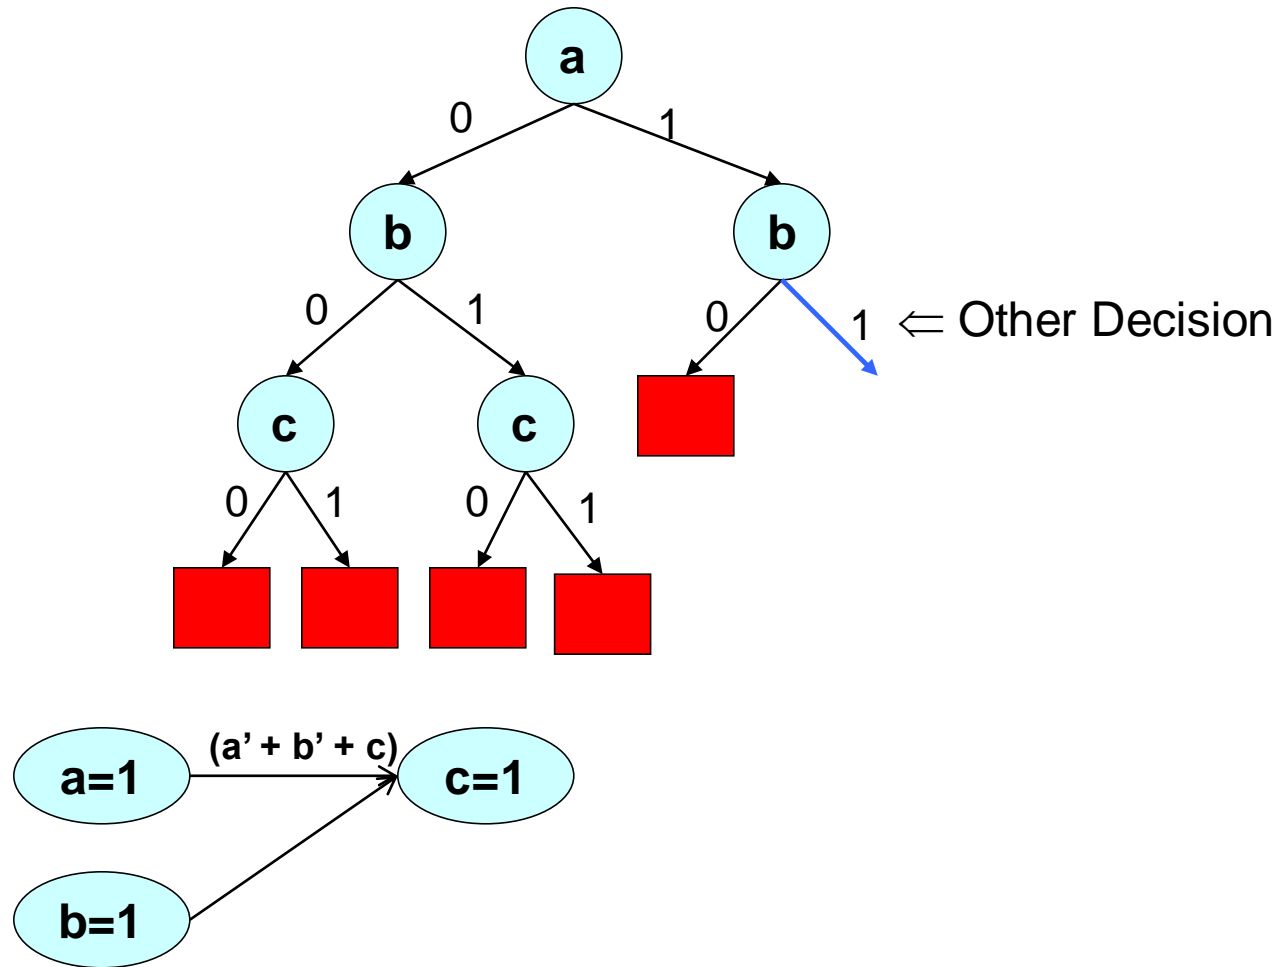 a
0 1
b b
0 1 0 1 ⇐ Other Decision
c c
0 1 0 1
(a’ + b’ + c)
a=1 c=1
b=1